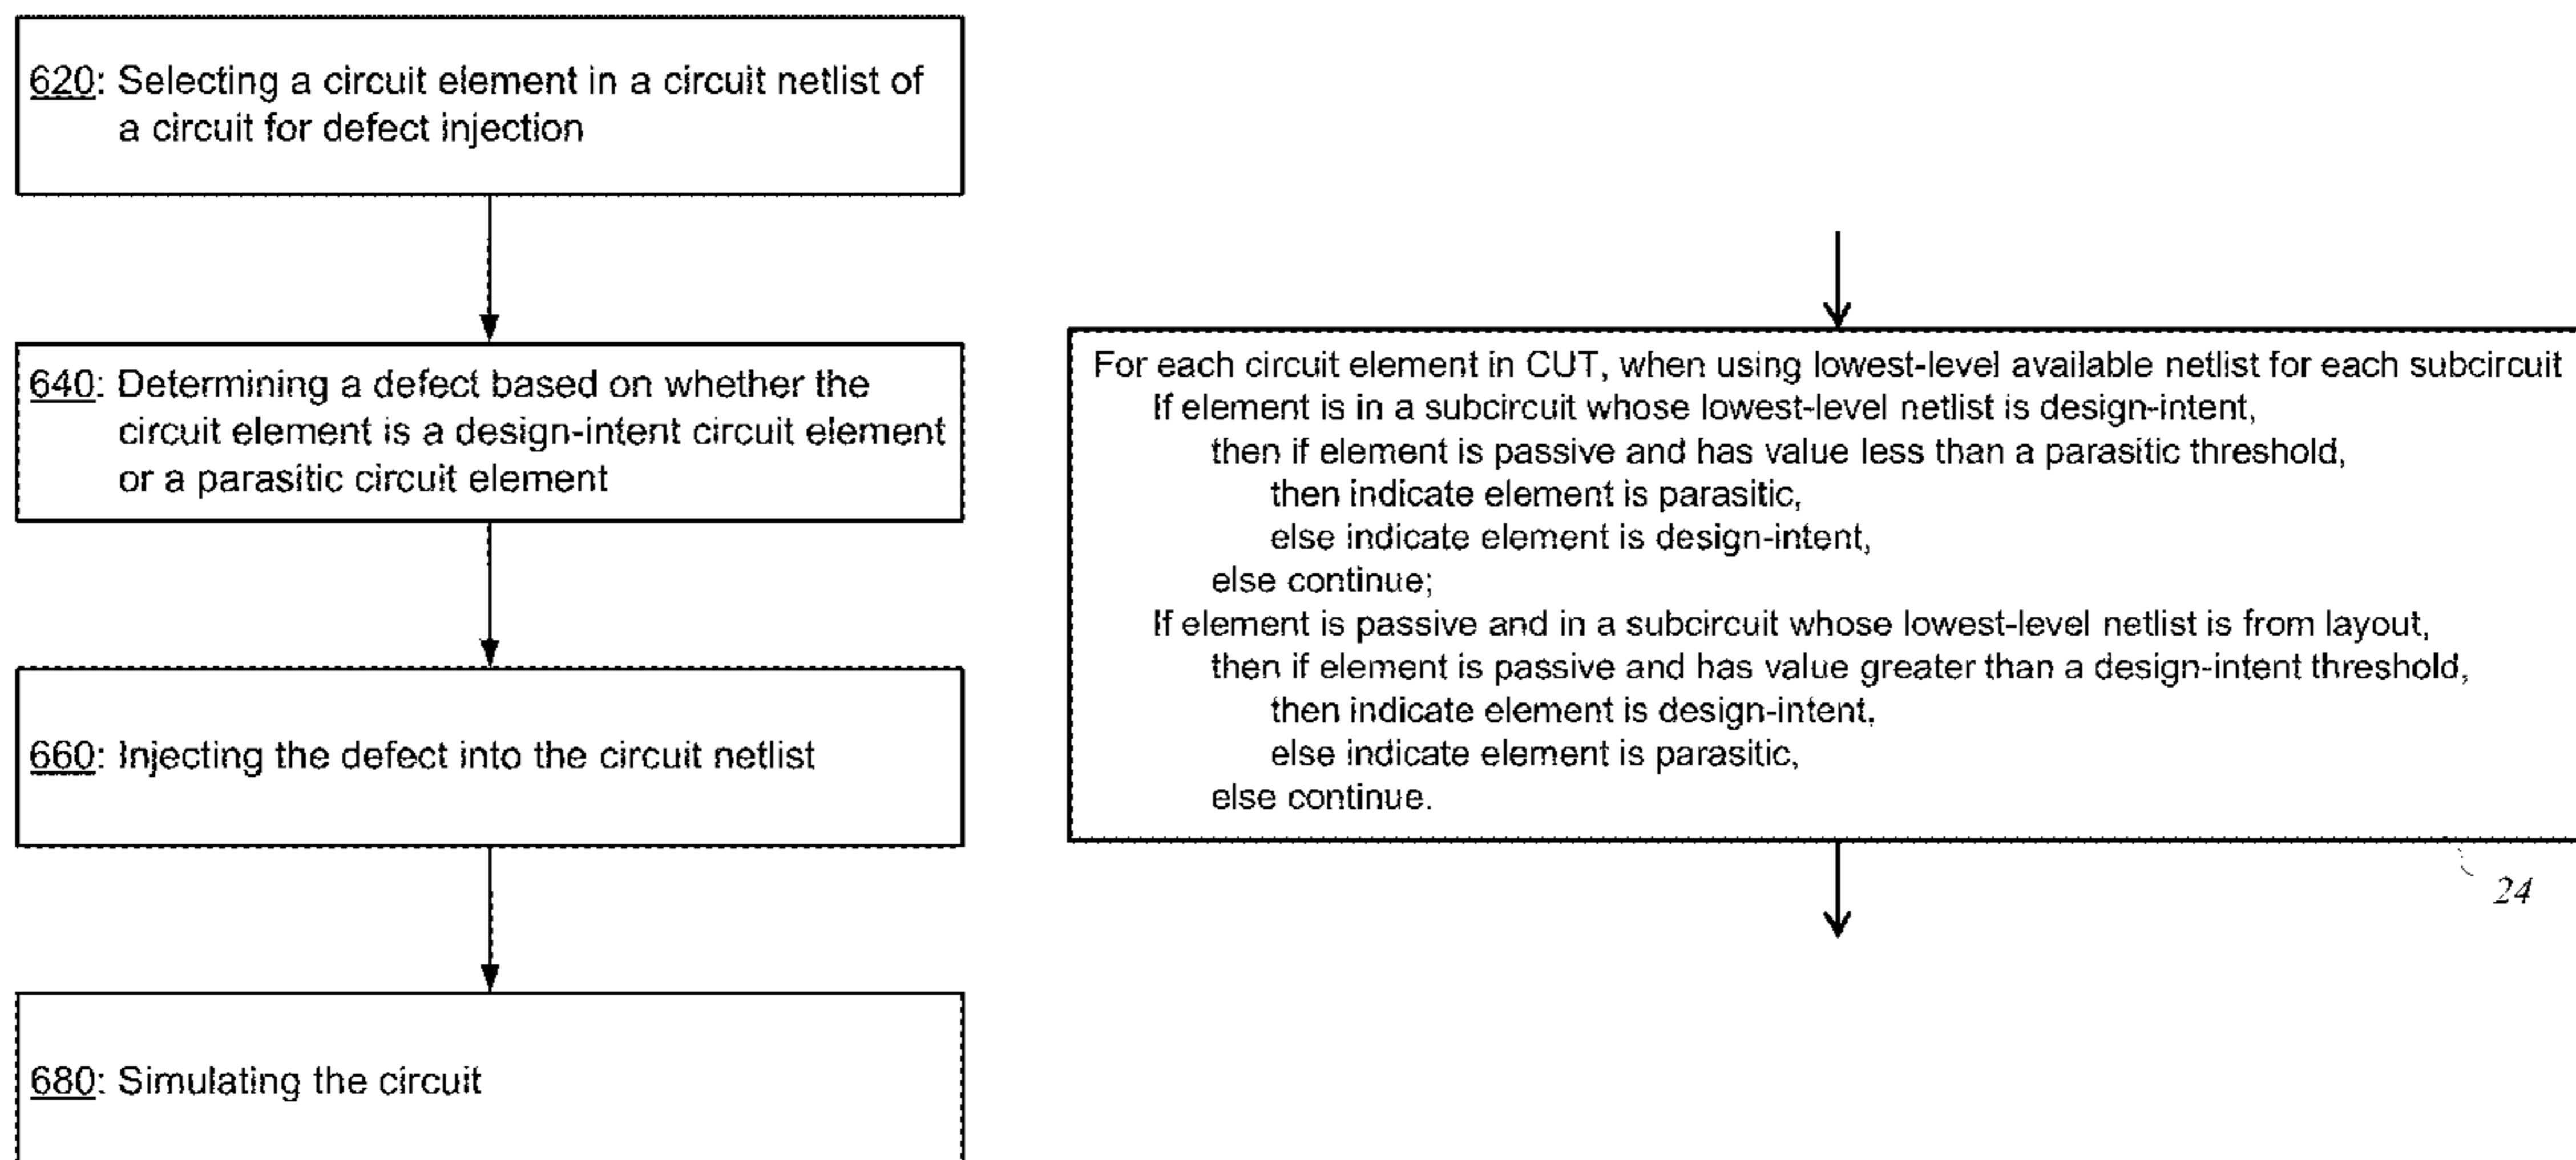 620: Selecting a circuit element in a circuit netlist of
a circuit for defect injection
640: Determining a defect based on whether the
circuit element is a design-intent circuit element
or a parasitic circuit element
660: Injecting the defect into the circuit netlist
680: Simulating the circuit
For each circuit element in CUT, when using lowest-level available netlist for each subcircuit
If element is in a subcircuit whose lowest-level netlist is design-intent,
then if element is passive and has value less than a parasitic threshold,
then indicate element is parasitic,
else indicate element is design-intent,
else continue;
If element is passive and in a subcircuit whose lowest-level netlist is from layout,
then if element is passive and has value greater than a design-intent threshold,
then indicate element is design-intent,
else indicate element is parasitic,
else continue.
24